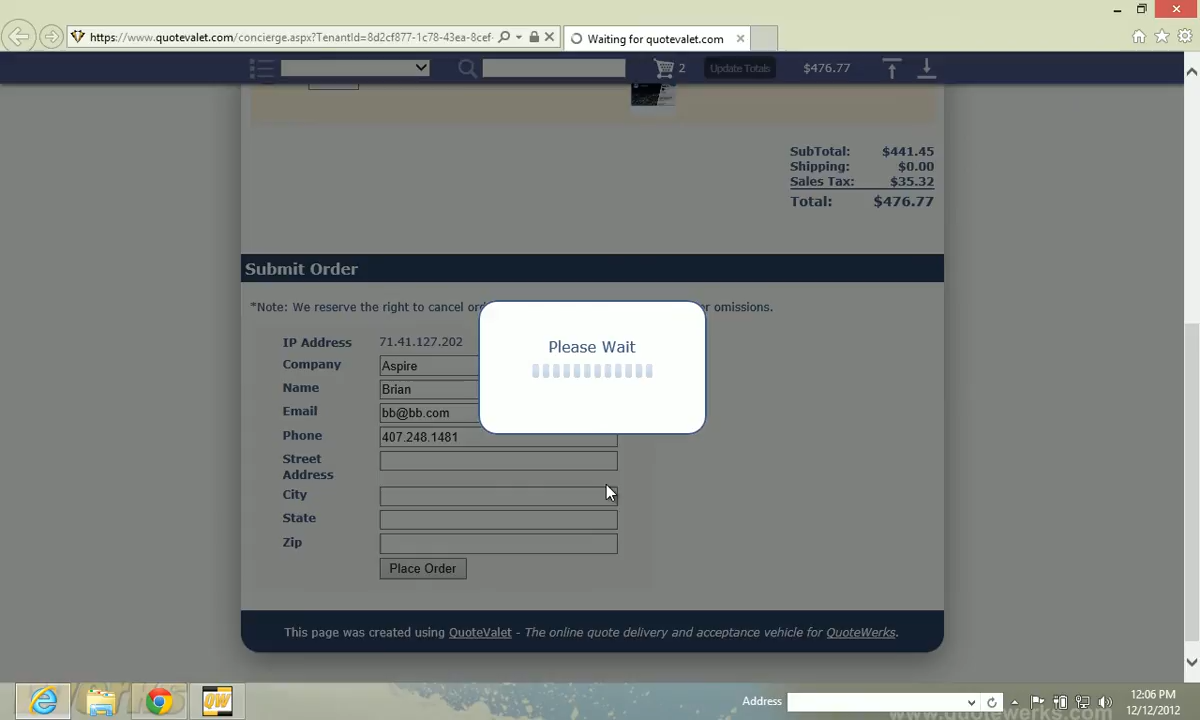 https://www.quotevalet.com/concierge.aspx?TenantId=8d2cf877-1c78-43ea-8cef-
Waiting for quotevalet.com
2
Update Totals
$476.77
SubTotal: $441.45
Shipping: $0.00
Sales Tax: $35.32
Total: $476.77
Submit Order
*Note: We reserve the right to cancel or omissions.
IP Address 71.41.127.202
Company Aspire
Name Brian
Email bb@bb.com
Phone 407.248.1481
Street
Address
City
State
Zip
Place Order
Please Wait
This page was created using QuoteValet - The online quote delivery and acceptance vehicle for QuoteWerks.
QW
Address
12:06 PM
12/12/2012
www.quotewerks.com